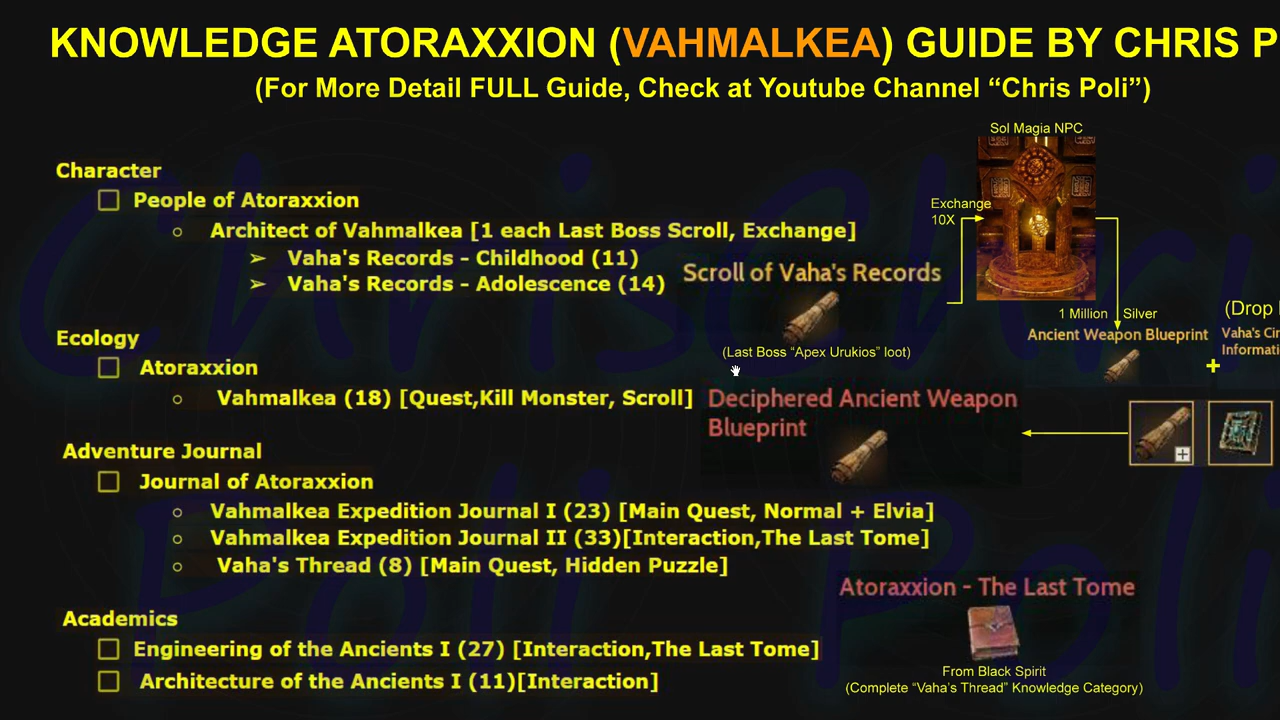 KNOWLEDGE ATORAXXION (VAHMALKEA) GUIDE BY CHRIS P
(For More Detail FULL Guide, Check at Youtube Channel “Chris Poli”)
Character
People of Atoraxxion
Architect of Vahmalkea [1 each Last Boss Scroll, Exchange]
Vaha's Records - Childhood (11)
Vaha's Records - Adolescence (14)
Ecology
Atoraxxion
Vahmalkea (18) [Quest,Kill Monster, Scroll]
Adventure Journal
Journal of Atoraxxion
Vahmalkea Expedition Journal I (23) [Main Quest, Normal + Elvia]
Vahmalkea Expedition Journal II (33)[Interaction,The Last Tome]
Vaha's Thread (8) [Main Quest, Hidden Puzzle]
Academics
Engineering of the Ancients I (27) [Interaction,The Last Tome]
Architecture of the Ancients I (11)[Interaction]
Sol Magia NPC
Exchange
10X
Scroll of Vaha's Records
(Last Boss “Apex Urukios” loot)
1 Million Silver
Ancient Weapon Blueprint
(Drop
Vaha's
+
Deciphered Ancient Weapon
Blueprint
Atoraxxion - The Last Tome
From Black Spirit
(Complete “Vaha's Thread” Knowledge Category)
Chris
Chri
Poli
Poli